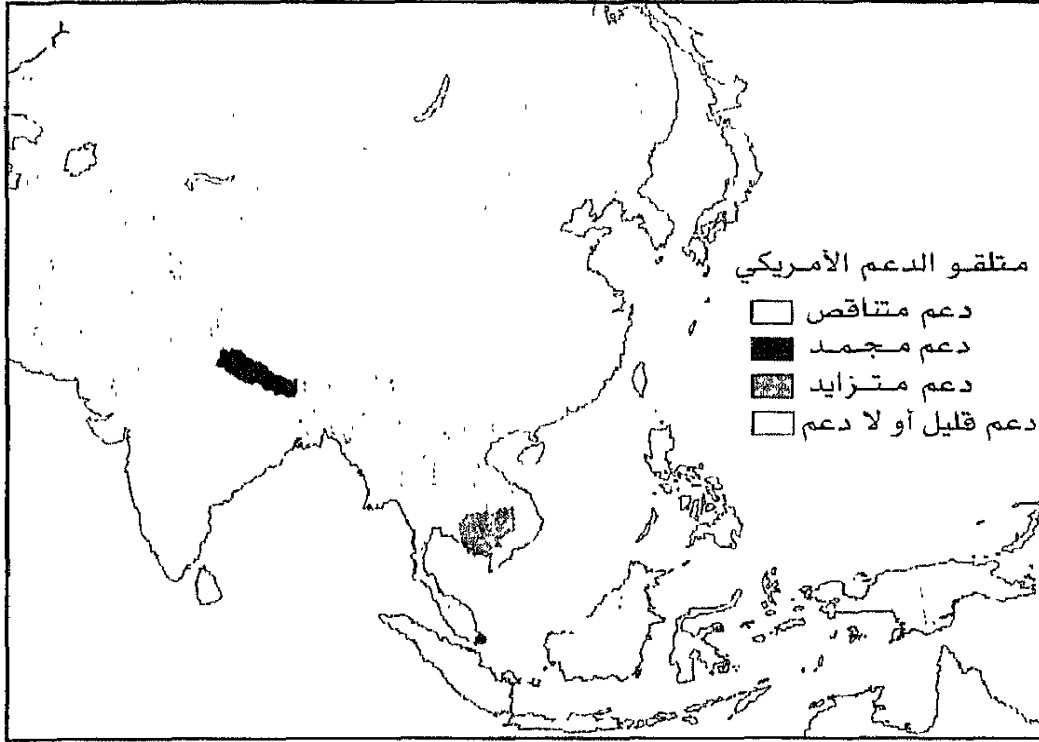 متلقو الدعم الأمريكي
دعم متناقص
دعم مجمد
دعم متزايد
دعم قليل أو لا دعم